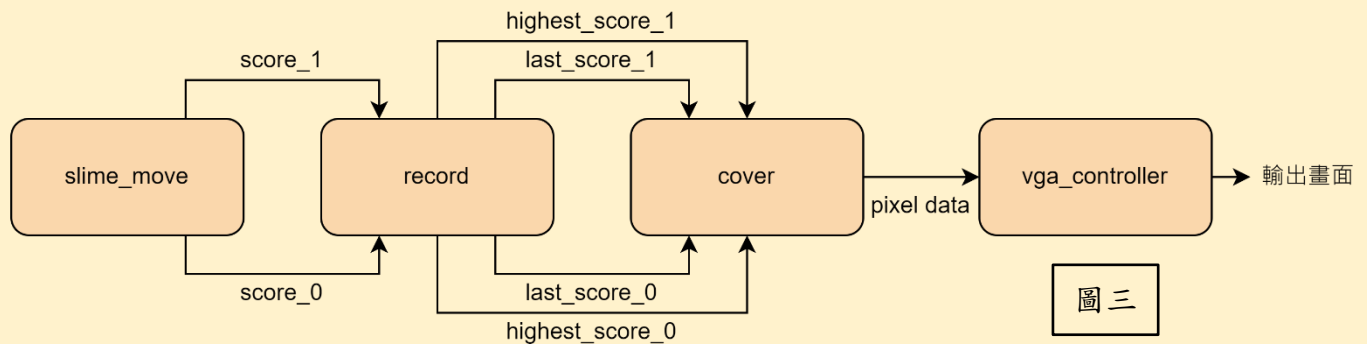 highest_score_1
score_1
last_score_1
slime_move
record
cover
vga_controller
輸出畫面
pixel data
score_0
last_score_0
highest_score_0
圖三